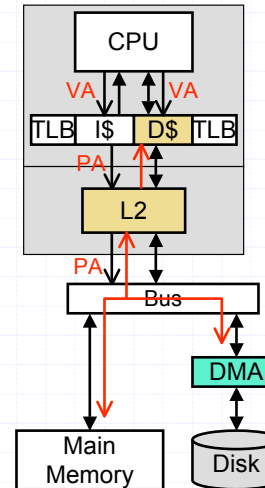 CPU
VA VA
TLB I$ D$ TLB
PA
L2
PA
Bus
DMA
Main
Memory
Disk